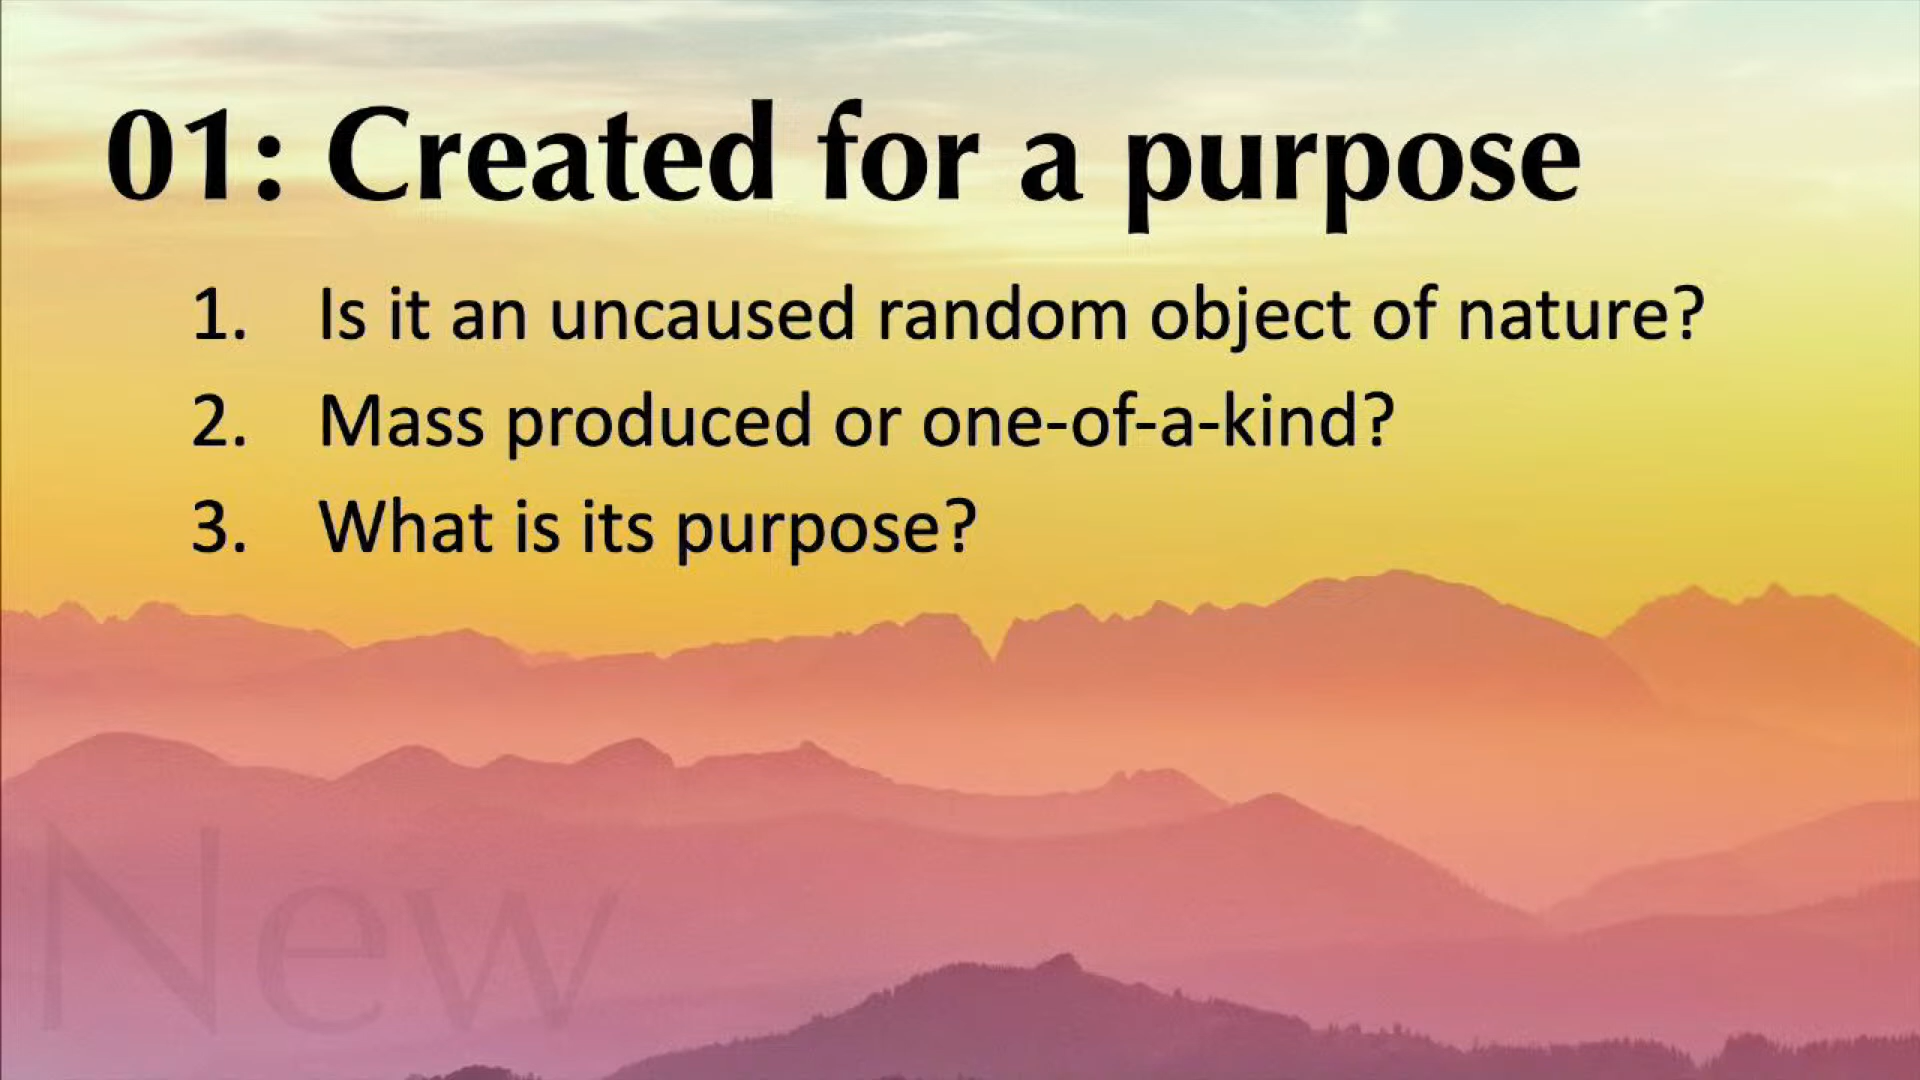 01: Created for a purpose
1. Is it an uncaused random object of nature?
2. Mass produced or one-of-a-kind?
3. What is its purpose?
New